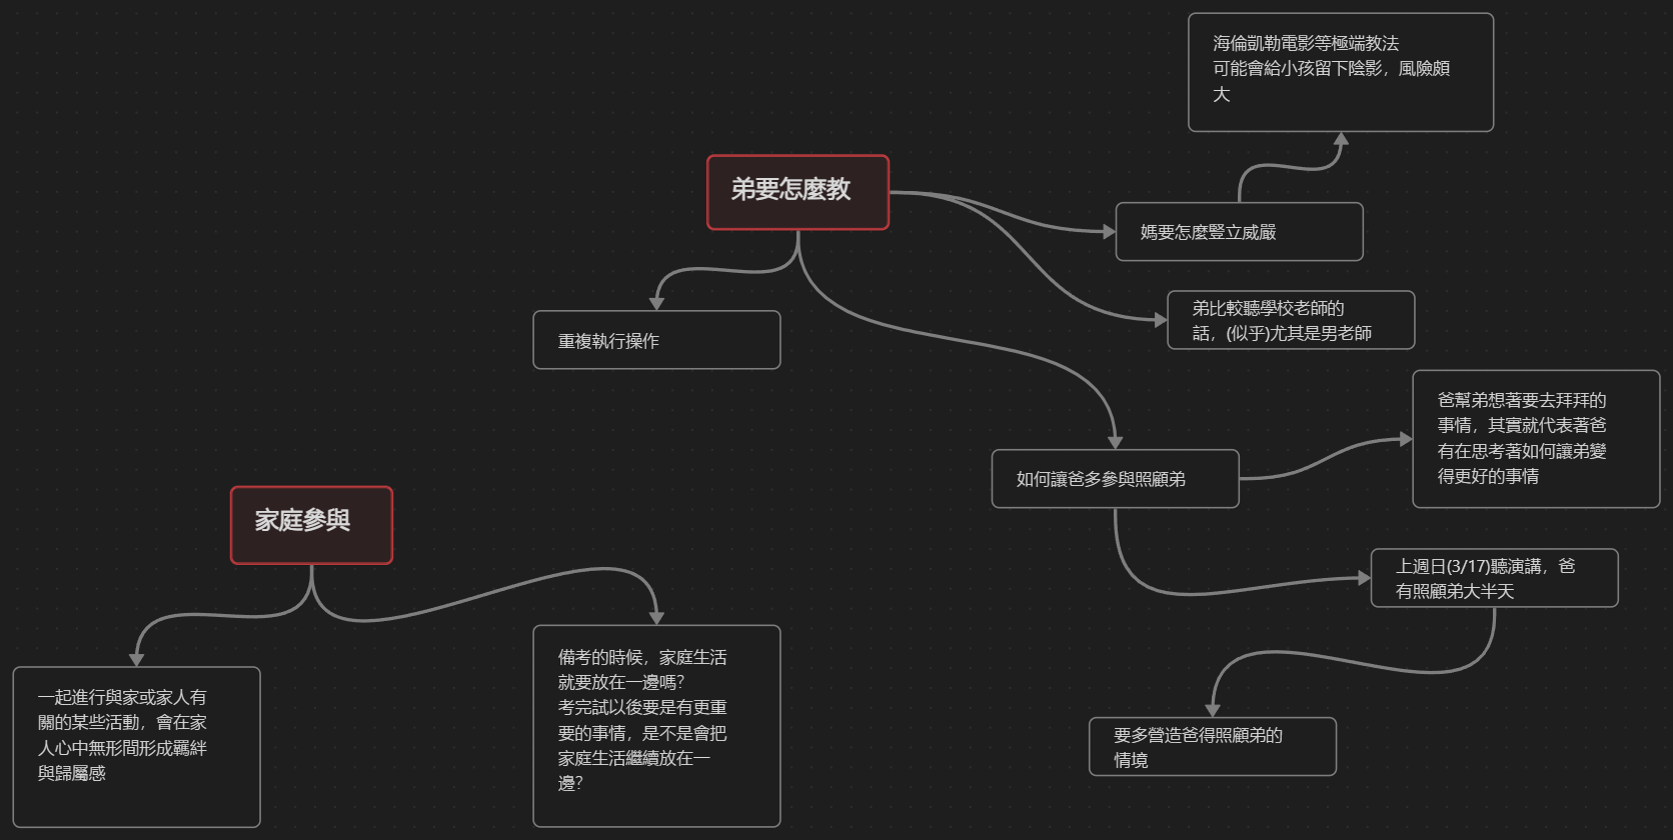 海倫凱勒電影等極端教法
可能會給小孩留下陰影，風險頗
大
弟要怎麼教
媽要怎麼豎立威嚴
弟比較聽學校老師的
話，(似乎)尤其是男老師
重複執行操作
爸幫弟想著要去拜拜的
事情，其實就代表著爸
有在思考著如何讓弟變
得更好的事情
如何讓爸多參與照顧弟
家庭參與
上週日(3/17)聽演講，爸
有照顧弟大半天
備考的時候，家庭生活
就要放在一邊嗎？
考完試以後要是有更重
要的事情，是不是會把
家庭生活繼續放在一
邊？
一起進行與家或家人有
關的某些活動，會在家
人心中無形間形成羈絆
與歸屬感
要多營造爸得照顧弟的
情境